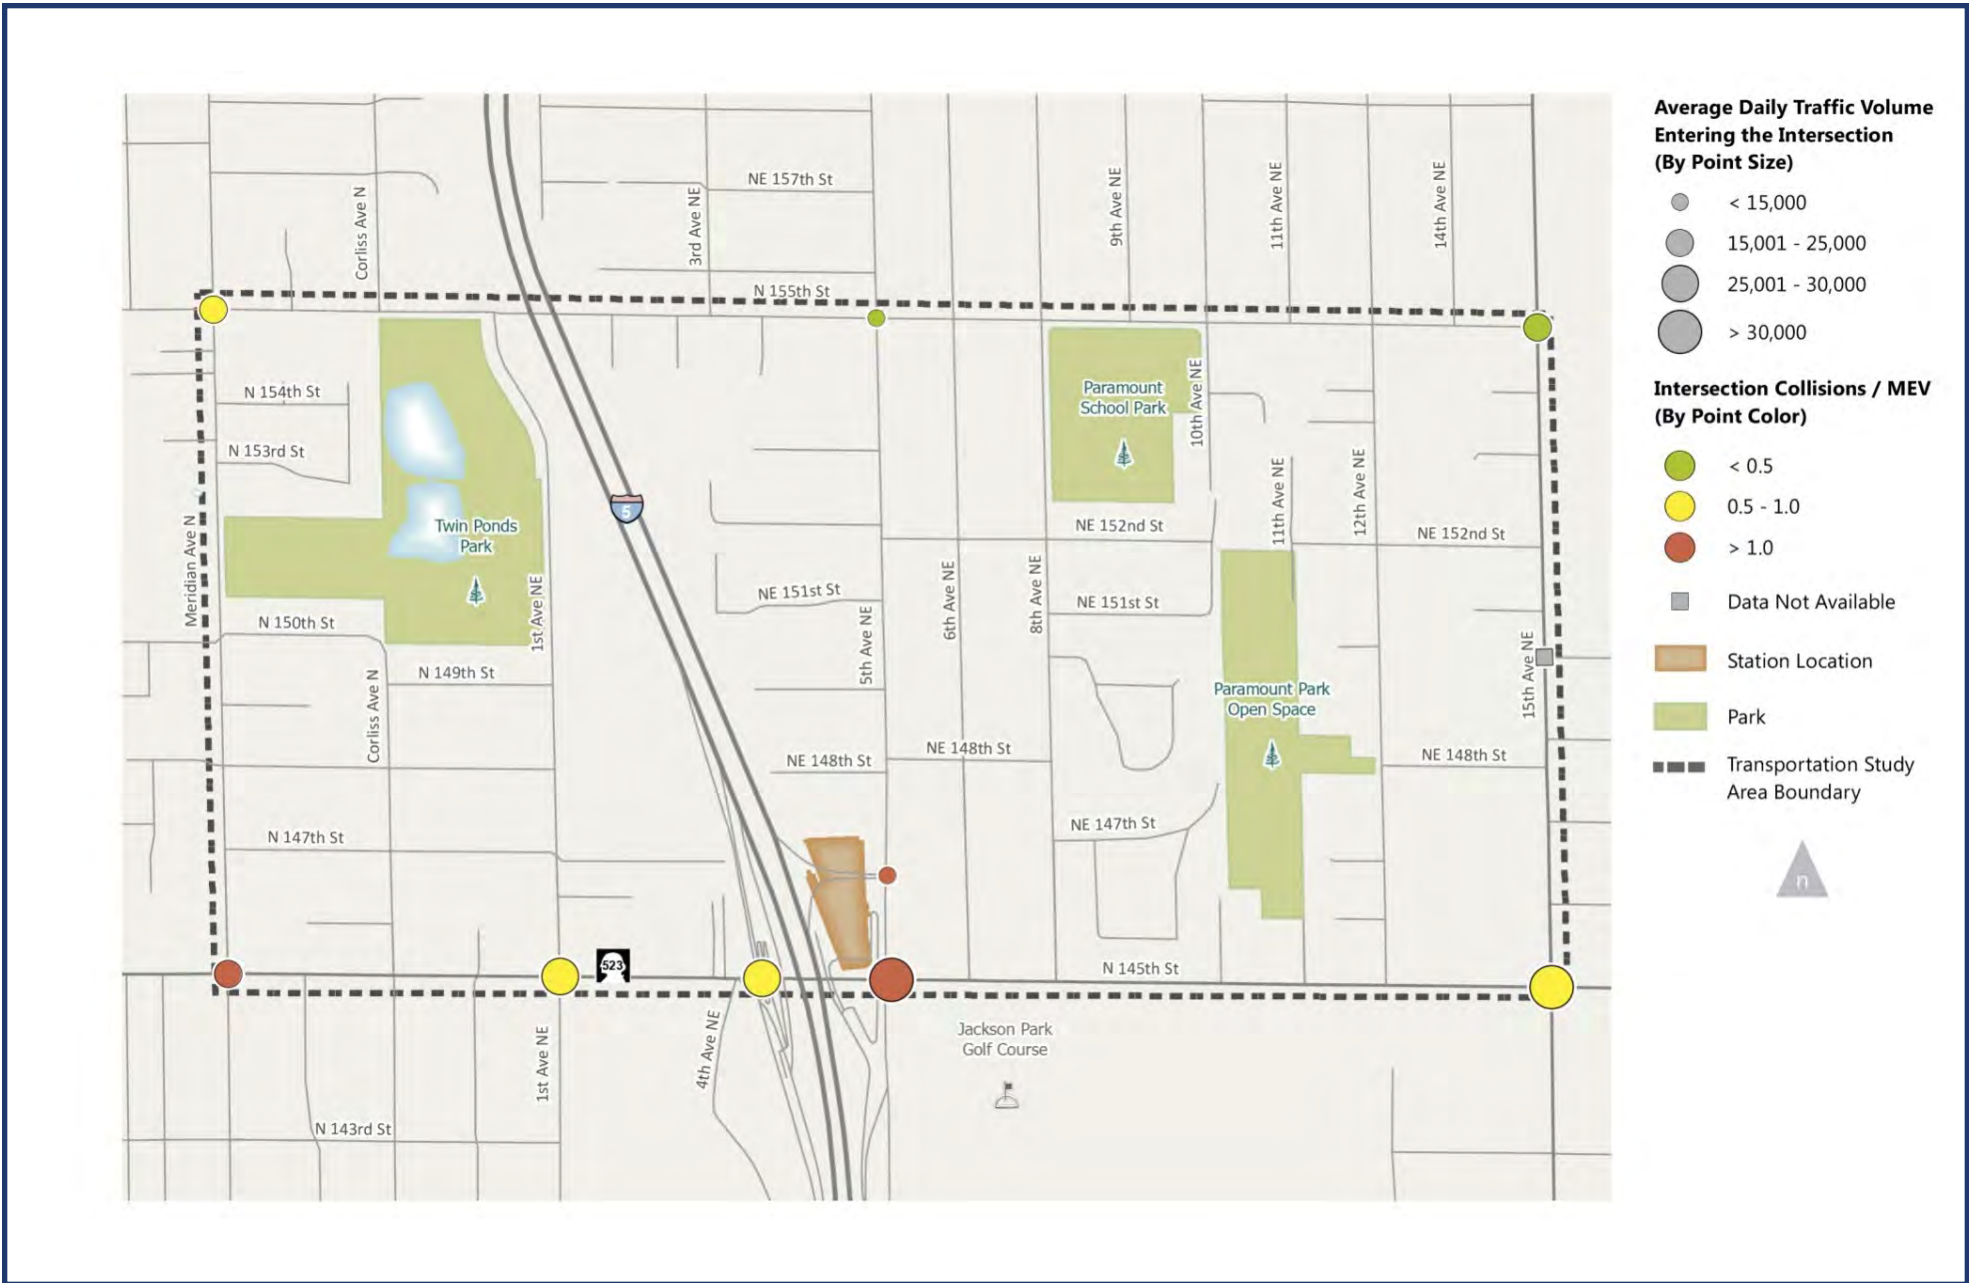 NE 157th St
Corliss Ave N
3rd Ave NE
9th Ave NE
11th Ave NE
14th Ave NE
N 155th St
N 154th St
N 153rd St
Twin Ponds
Park
5
Paramount
School Park
10th Ave NE
Meridian Ave N
N 150th St
N 149th St
Corliss Ave N
1st Ave NE
NE 151st St
5th Ave NE
6th Ave NE
8th Ave NE
NE 152nd St
NE 151st St
11th Ave NE
12th Ave NE
NE 152nd St
15th Ave NE
Paramount Park
Open Space
NE 148th St
NE 148th St
NE 148th St
N 147th St
NE 147th St
523
N 145th St
1st Ave NE
4th Ave NE
Jackson Park
Golf Course
N 143rd St
Average Daily Traffic Volume
Entering the Intersection
(By Point Size)
< 15,000
15,001 - 25,000
25,001 - 30,000
> 30,000
Intersection Collisions / MEV
(By Point Color)
< 0.5
0.5 - 1.0
> 1.0
Data Not Available
Station Location
Park
Transportation Study
Area Boundary
n